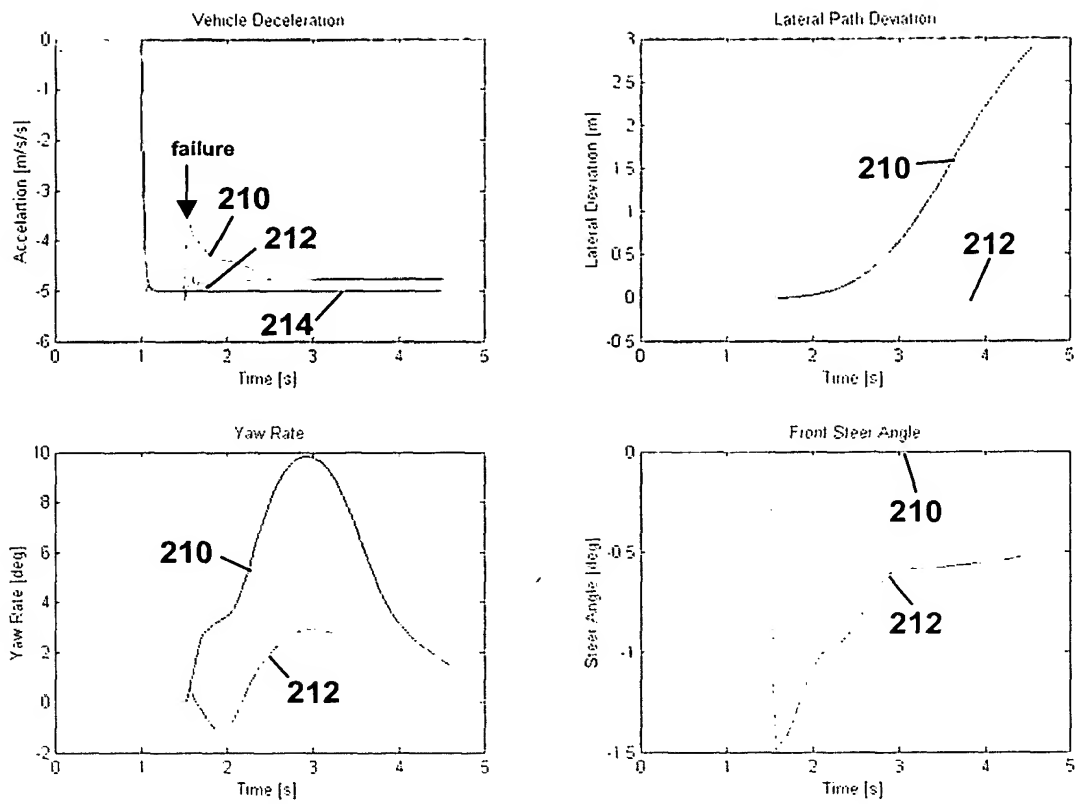 Vehicle Deceleration
0
-1
-2
-3
-4
-5
-6
Accelartion [m/s/s]
failure
210
212
214
0 1 2 3 4 5
Time [s]
Lateral Path Deviation
3
2.5
2
1.5
1
0.5
0
-0.5
Lateral Deviation [m]
210
212
0 1 2 3 4 5
Time [s]
Yaw Rate
10
8
6
4
2
0
-2
Yaw Rate [deg]
210
212
0 1 2 3 4 5
Time [s]
Front Steer Angle
0
-0.5
-1
-1.5
Steer Angle [deg]
210
212
0 1 2 3 4 5
Time [s]